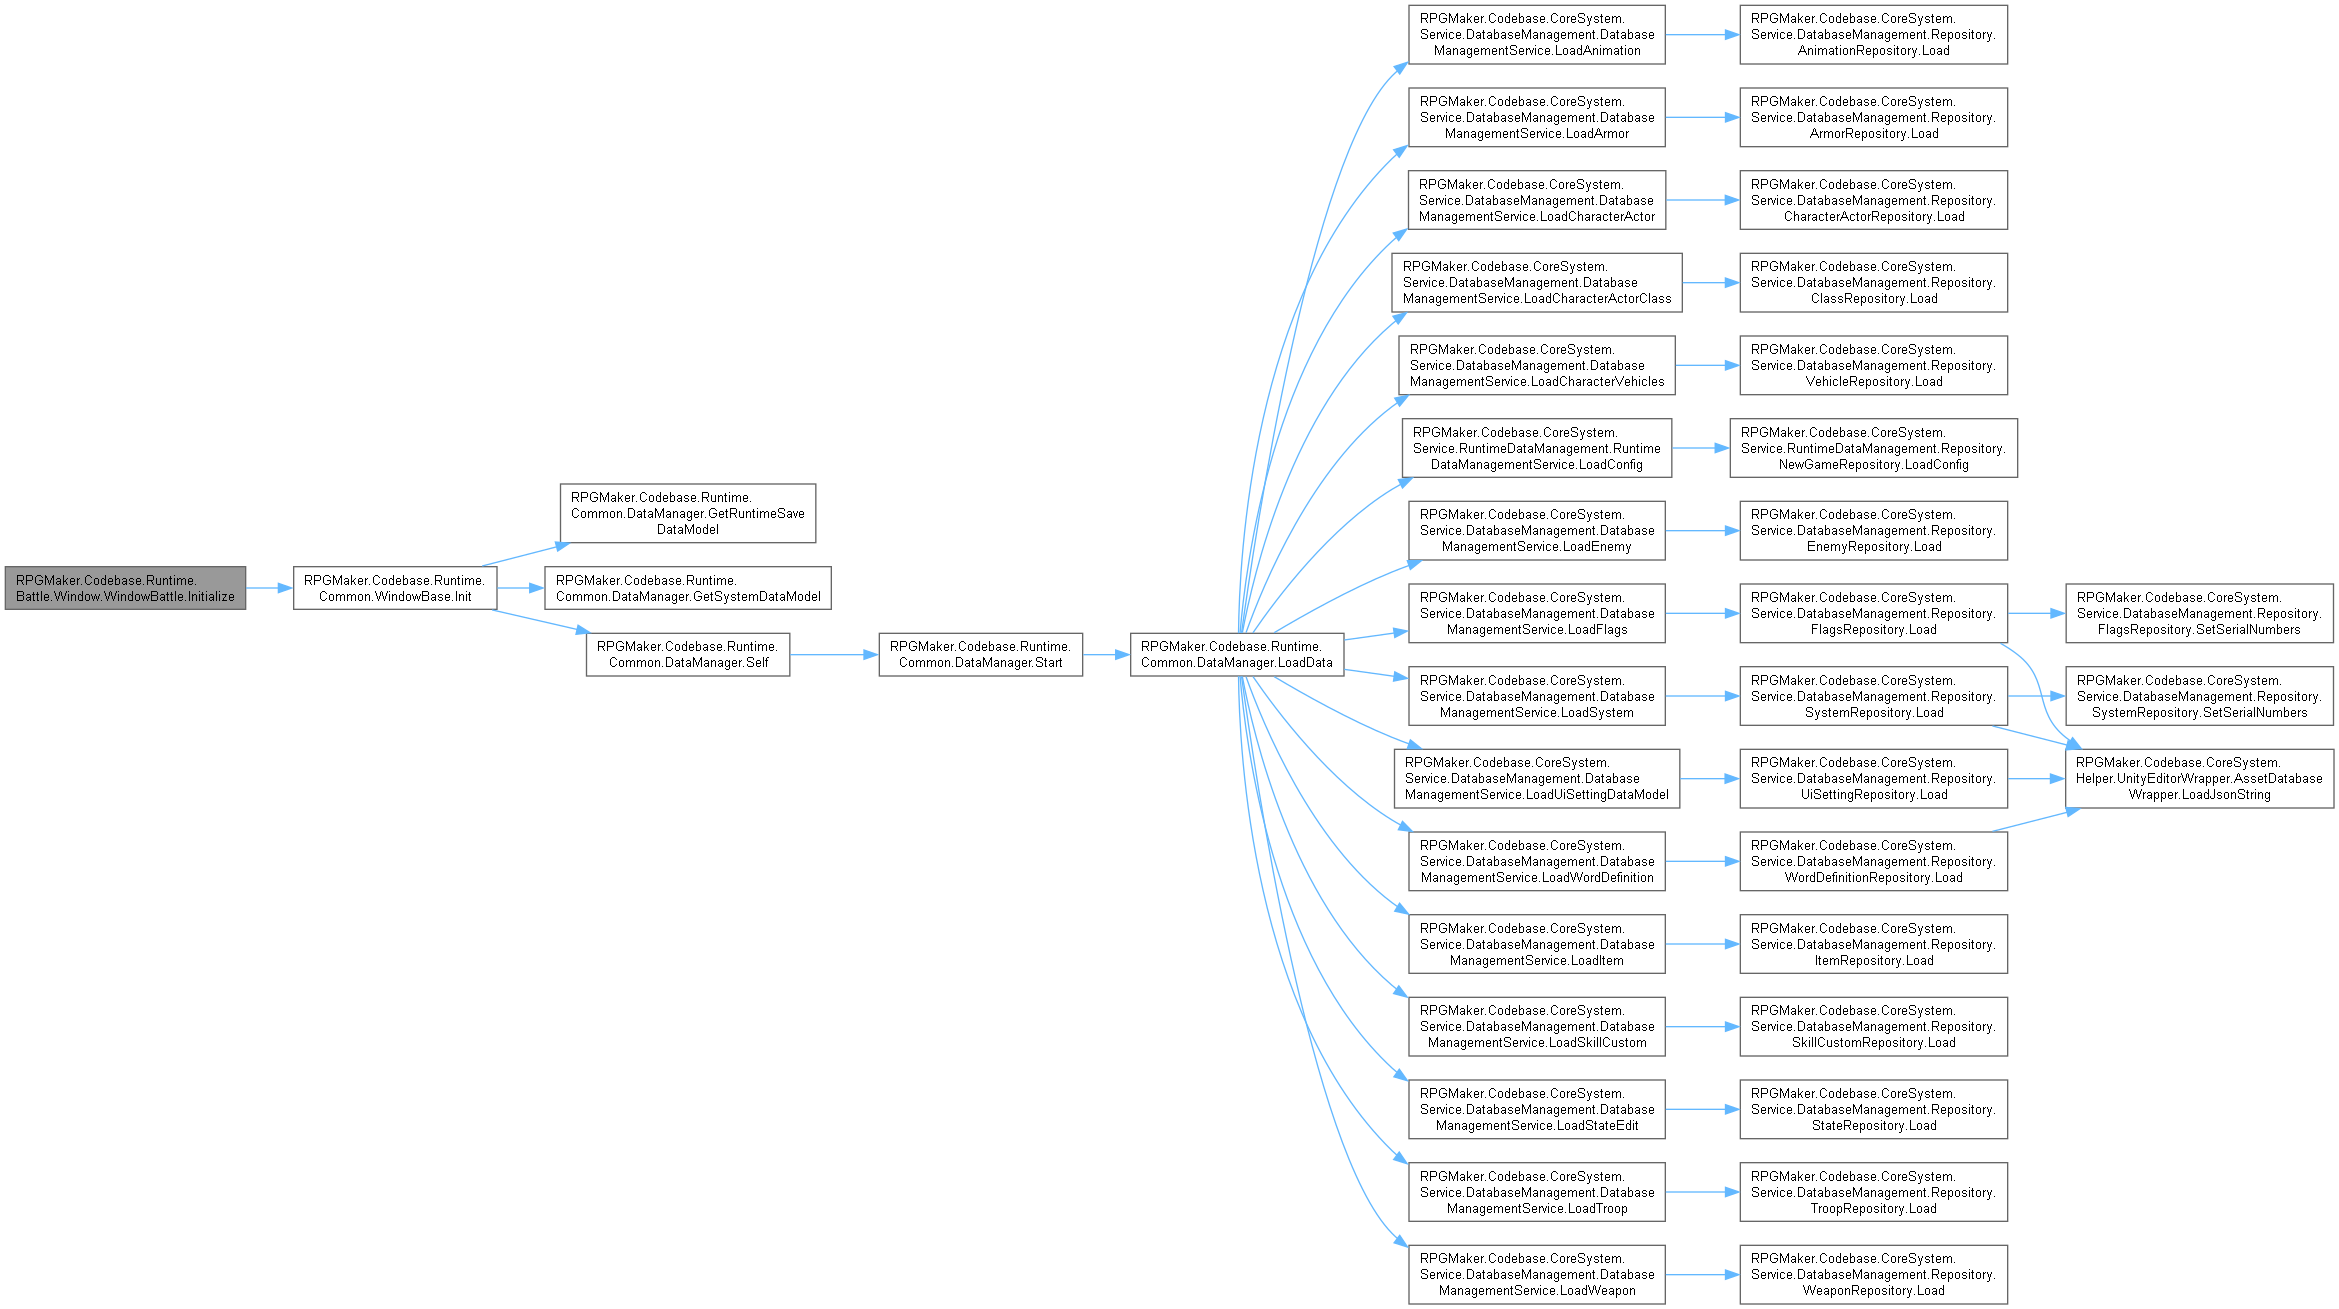 RPGMaker.Codebase.Runtime.
Battle.Window.WindowBattle.Initialize
RPGMaker.Codebase.Runtime.
Common.WindowBase.Init
RPGMaker.Codebase.Runtime.
Common.DataManager.GetRuntimeSave
DataModel
RPGMaker.Codebase.Runtime.
Common.DataManager.GetSystemDataModel
RPGMaker.Codebase.Runtime.
Common.DataManager.Self
RPGMaker.Codebase.Runtime.
Common.DataManager.Start
RPGMaker.Codebase.Runtime.
Common.DataManager.LoadData
RPGMaker.Codebase.CoreSystem.
Service.DatabaseManagement.Database
ManagementService.LoadAnimation
RPGMaker.Codebase.CoreSystem.
Service.DatabaseManagement.Repository.
AnimationRepository.Load
RPGMaker.Codebase.CoreSystem.
Service.DatabaseManagement.Database
ManagementService.LoadArmor
RPGMaker.Codebase.CoreSystem.
Service.DatabaseManagement.Repository.
ArmorRepository.Load
RPGMaker.Codebase.CoreSystem.
Service.DatabaseManagement.Database
ManagementService.LoadCharacterActor
RPGMaker.Codebase.CoreSystem.
Service.DatabaseManagement.Repository.
CharacterActorRepository.Load
RPGMaker.Codebase.CoreSystem.
Service.DatabaseManagement.Database
ManagementService.LoadCharacterActorClass
RPGMaker.Codebase.CoreSystem.
Service.DatabaseManagement.Repository.
ClassRepository.Load
RPGMaker.Codebase.CoreSystem.
Service.DatabaseManagement.Database
ManagementService.LoadCharacterVehicles
RPGMaker.Codebase.CoreSystem.
Service.DatabaseManagement.Repository.
VehicleRepository.Load
RPGMaker.Codebase.CoreSystem.
Service.RuntimeDataManagement.Runtime
DataManagementService.LoadConfig
RPGMaker.Codebase.CoreSystem.
Service.RuntimeDataManagement.Repository.
NewGameRepository.LoadConfig
RPGMaker.Codebase.CoreSystem.
Service.DatabaseManagement.Database
ManagementService.LoadEnemy
RPGMaker.Codebase.CoreSystem.
Service.DatabaseManagement.Repository.
EnemyRepository.Load
RPGMaker.Codebase.CoreSystem.
Service.DatabaseManagement.Database
ManagementService.LoadFlags
RPGMaker.Codebase.CoreSystem.
Service.DatabaseManagement.Repository.
FlagsRepository.Load
RPGMaker.Codebase.CoreSystem.
Service.DatabaseManagement.Repository.
FlagsRepository.SetSerialNumbers
RPGMaker.Codebase.CoreSystem.
Service.DatabaseManagement.Database
ManagementService.LoadSystem
RPGMaker.Codebase.CoreSystem.
Service.DatabaseManagement.Repository.
SystemRepository.Load
RPGMaker.Codebase.CoreSystem.
Service.DatabaseManagement.Repository.
SystemRepository.SetSerialNumbers
RPGMaker.Codebase.CoreSystem.
Service.DatabaseManagement.Database
ManagementService.LoadUiSettingDataModel
RPGMaker.Codebase.CoreSystem.
Service.DatabaseManagement.Repository.
UiSettingRepository.Load
RPGMaker.Codebase.CoreSystem.
Helper.UnityEditorWrapper.AssetDatabase
Wrapper.LoadJsonString
RPGMaker.Codebase.CoreSystem.
Service.DatabaseManagement.Database
ManagementService.LoadWordDefinition
RPGMaker.Codebase.CoreSystem.
Service.DatabaseManagement.Repository.
WordDefinitionRepository.Load
RPGMaker.Codebase.CoreSystem.
Service.DatabaseManagement.Database
ManagementService.LoadItem
RPGMaker.Codebase.CoreSystem.
Service.DatabaseManagement.Repository.
ItemRepository.Load
RPGMaker.Codebase.CoreSystem.
Service.DatabaseManagement.Database
ManagementService.LoadSkillCustom
RPGMaker.Codebase.CoreSystem.
Service.DatabaseManagement.Repository.
SkillCustomRepository.Load
RPGMaker.Codebase.CoreSystem.
Service.DatabaseManagement.Database
ManagementService.LoadStateEdit
RPGMaker.Codebase.CoreSystem.
Service.DatabaseManagement.Repository.
StateRepository.Load
RPGMaker.Codebase.CoreSystem.
Service.DatabaseManagement.Database
ManagementService.LoadTroop
RPGMaker.Codebase.CoreSystem.
Service.DatabaseManagement.Repository.
TroopRepository.Load
RPGMaker.Codebase.CoreSystem.
Service.DatabaseManagement.Database
ManagementService.LoadWeapon
RPGMaker.Codebase.CoreSystem.
Service.DatabaseManagement.Repository.
WeaponRepository.Load